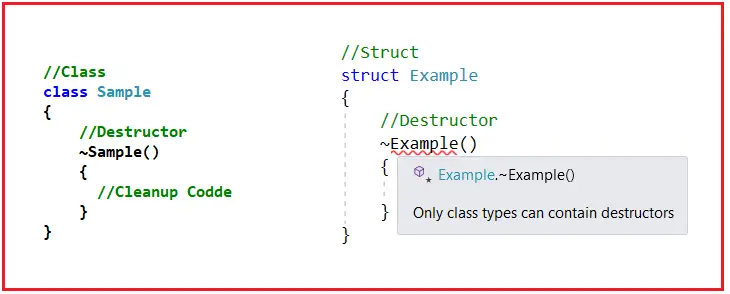 //Class
class Sample
{
//Destructor
~Sample()
{
//Cleanup Codde
}
}
//Struct
struct Example
{
//Destructor
~Example()
{
Example.~Example()
Only class types can contain destructors
}
}